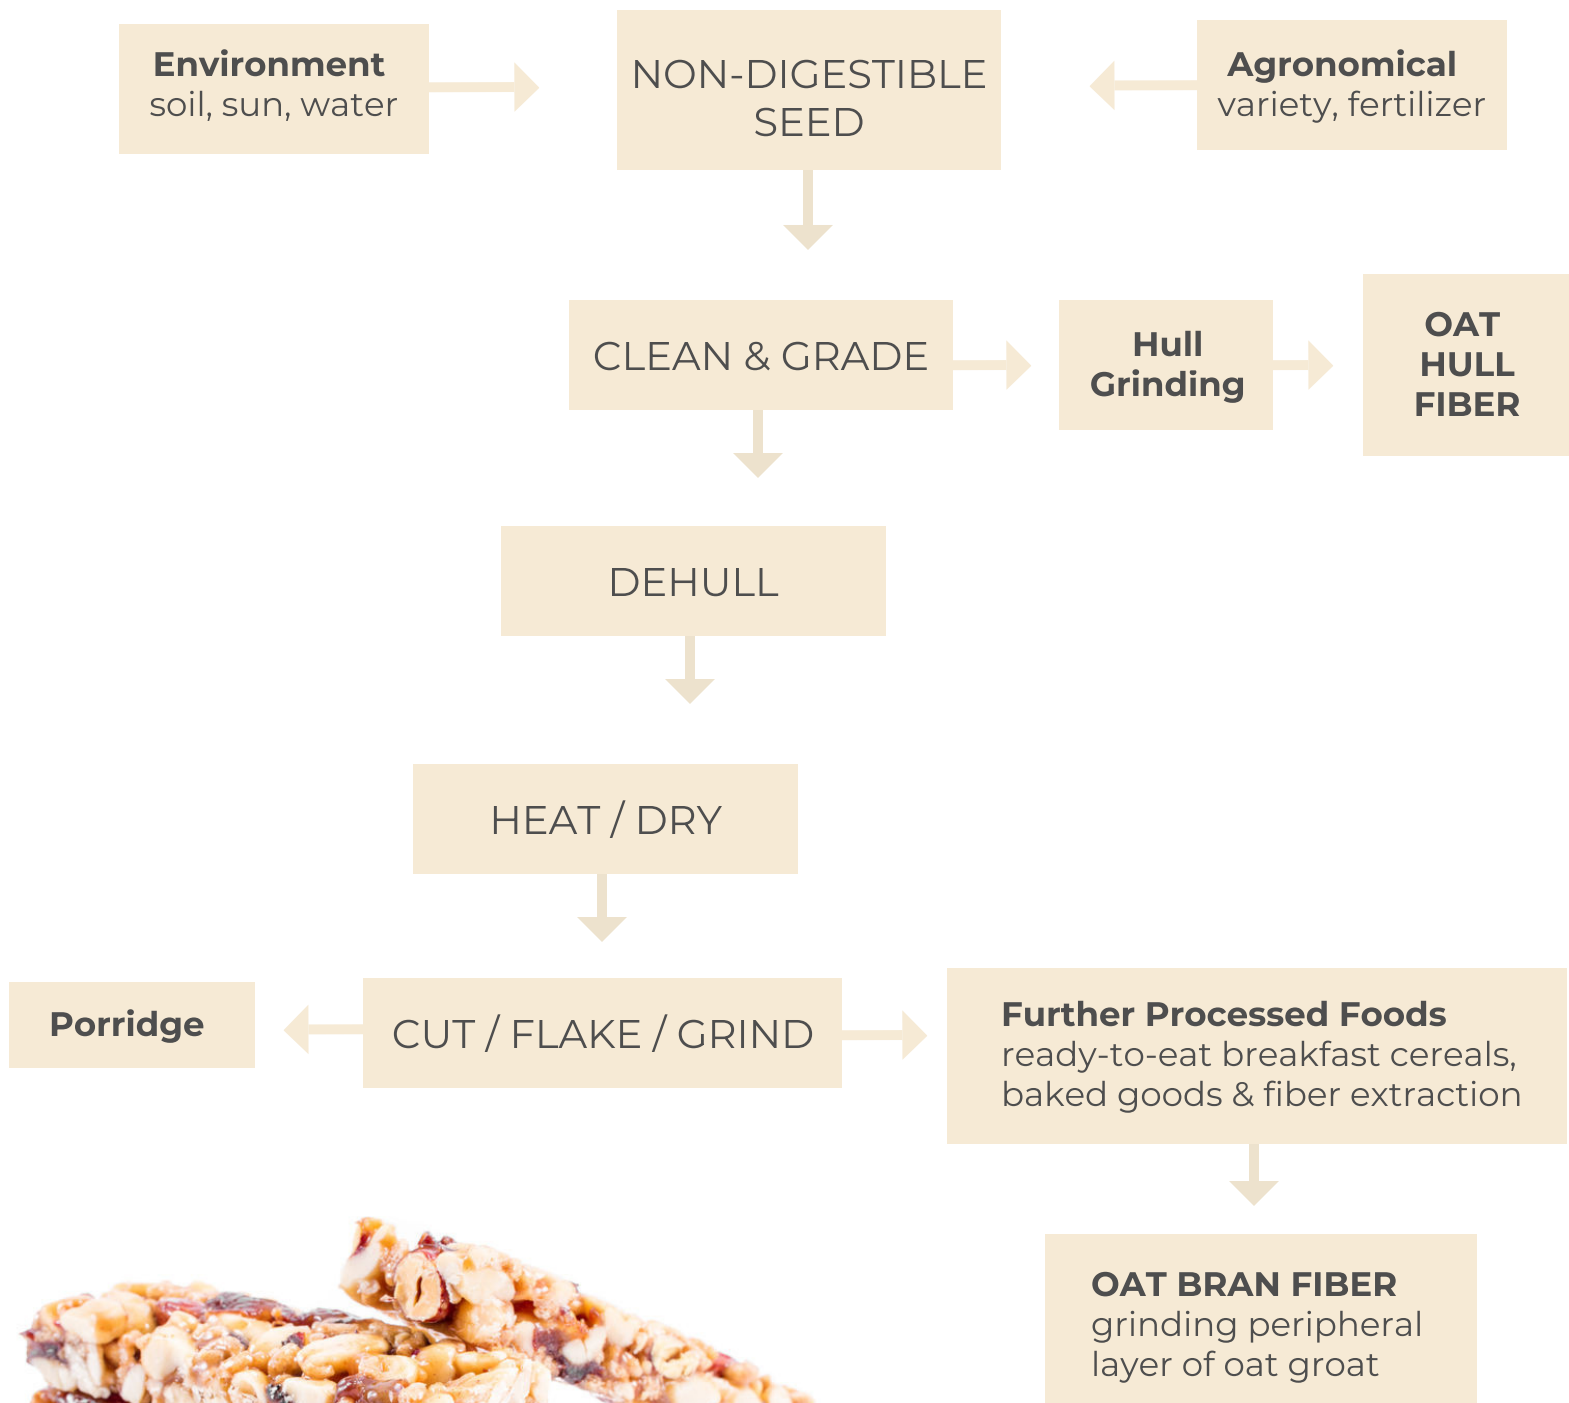 Environment
soil, sun, water
NON-DIGESTIBLE
SEED
Agronomical
variety, fertilizer
CLEAN & GRADE
Hull
Grinding
OAT
HULL
FIBER
DEHULL
HEAT / DRY
Porridge
CUT / FLAKE / GRIND
Further Processed Foods
ready-to-eat breakfast cereals,
baked goods & fiber extraction
OAT BRAN FIBER
grinding peripheral
layer of oat groat